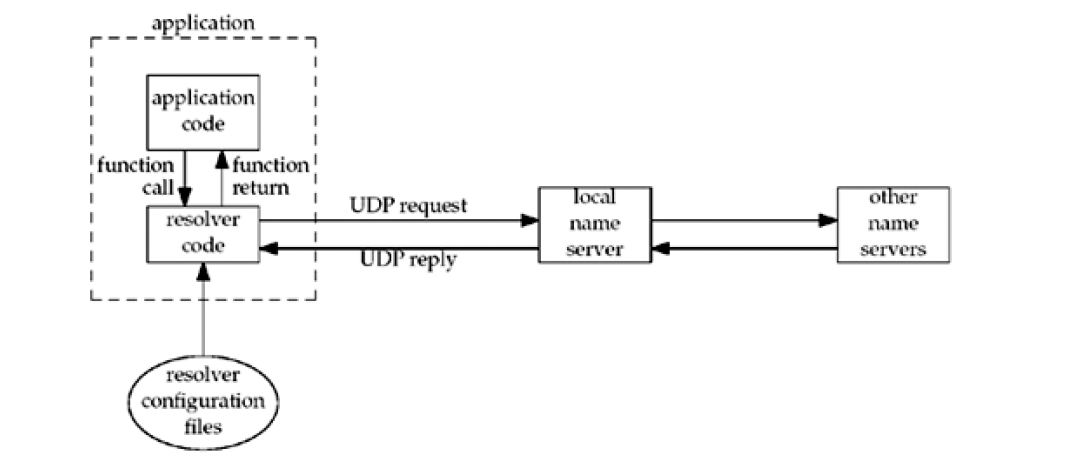 application
application
code
function
call
function
return
resolver
code
UDP request
UDP reply
local
name
server
other
name
servers
resolver
configuration
files